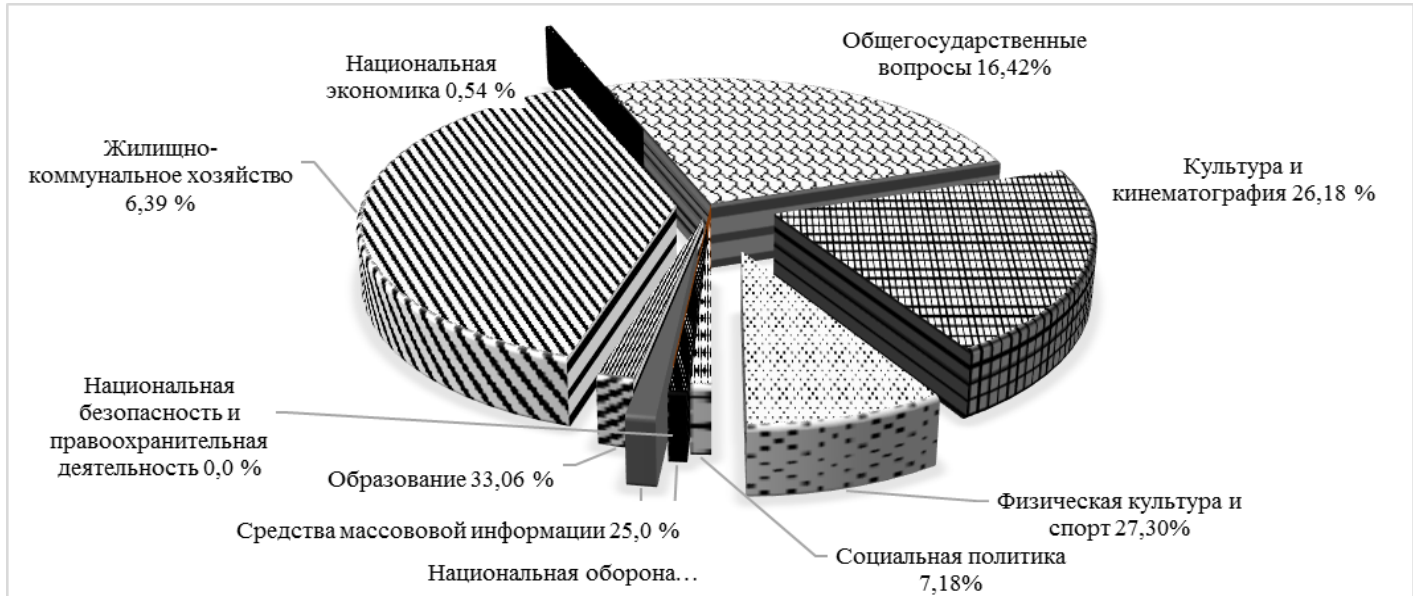 Общегосударственные
вопросы 16,42%
Национальная
экономика 0,54 %
Жилищно-
коммунальное хозяйство
6,39 %
Культура и
кинематография 26,18 %
Национальная
безопасность и
правоохранительная
деятельность 0,0 %
Образование 33,06 %
Средства массововой информации 25,0 %
Национальная оборона…
Физическая культура и
спорт 27,30%
Социальная политика
7,18%